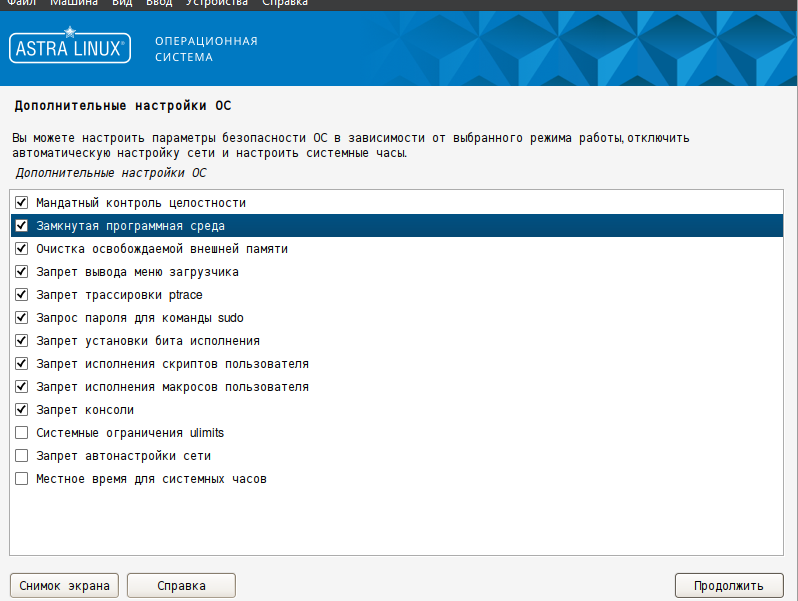 Файл Машина Вид Ввод Устройства Справка
ASTRA LINUX®
ОПЕРАЦИОННАЯ
СИСТЕМА
Дополнительные настройки ОС
Вы можете настроить параметры безопасности ОС в зависимости от выбранного режима работы, отключить
автоматическую настройку сети и настроить системные часы.
Дополнительные настройки ОС
Мандатный контроль целостности
Замкнутая программная среда
Очистка освобождаемой внешней памяти
Запрет вывода меню загрузчика
Запрет трассировки ptrace
Запрос пароля для команды sudo
Запрет установки бита исполнения
Запрет исполнения скриптов пользователя
Запрет исполнения макросов пользователя
Запрет консоли
Системные ограничения ulimits
Запрет автонастройки сети
Местное время для системных часов
Снимок экрана
Справка
Продолжить